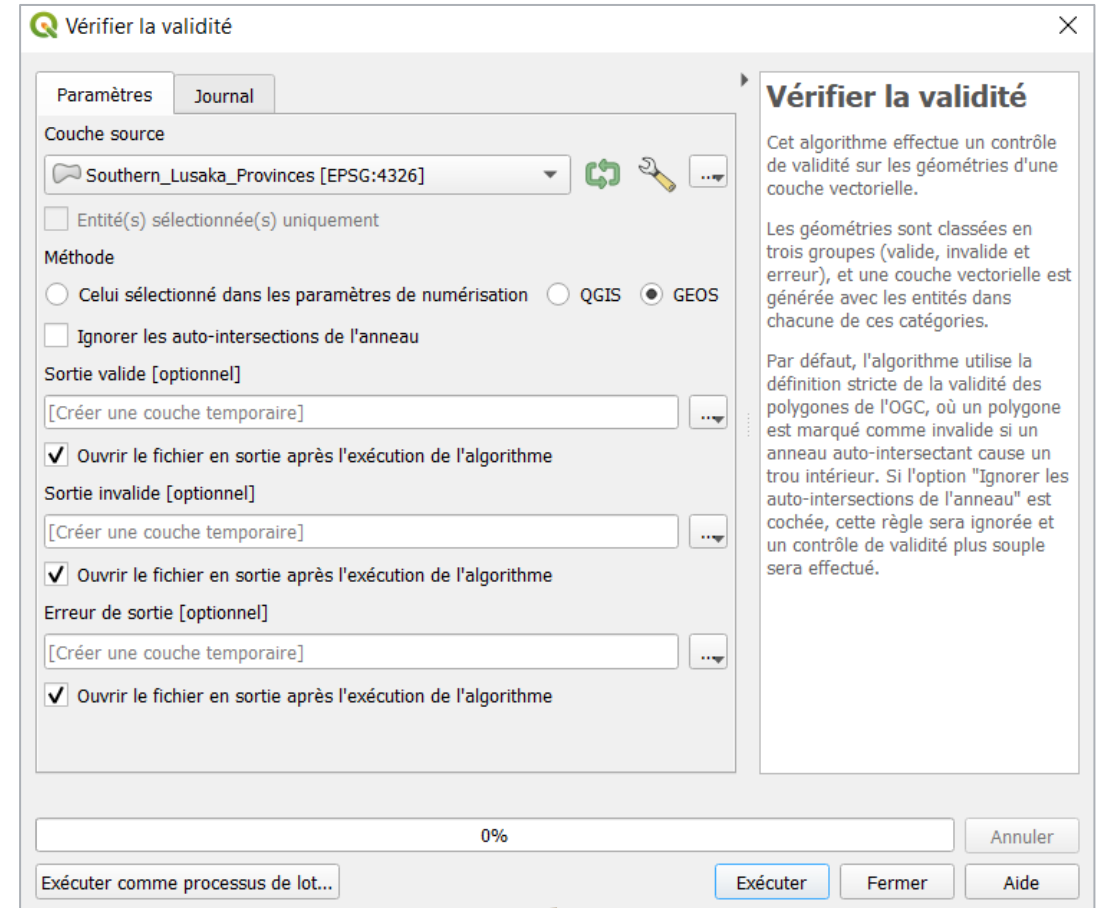 Vérifier la validité
Paramètres
Journal
Couche source
Southern_Lusaka_Provinces [EPSG:4326]
...
Entité(s) sélectionnée(s) uniquement
Méthode
Celui sélectionné dans les paramètres de numérisation
QGIS
GEOS
Ignorer les auto-intersections de l'anneau
Sortie valide [optionnel]
[Créer une couche temporaire]
...
Ouvrir le fichier en sortie après l'exécution de l'algorithme
Sortie invalide [optionnel]
[Créer une couche temporaire]
...
Ouvrir le fichier en sortie après l'exécution de l'algorithme
Erreur de sortie [optionnel]
[Créer une couche temporaire]
...
Ouvrir le fichier en sortie après l'exécution de l'algorithme
Vérifier la validité
Cet algorithme effectue un contrôle
de validité sur les géométries d'une
couche vectorielle.
Les géométries sont classées en
trois groupes (valide, invalide et
erreur), et une couche vectorielle est
générée avec les entités dans
chacune de ces catégories.
Par défaut, l'algorithme utilise la
définition stricte de la validité des
polygones de l'OGC, où un polygone
est marqué comme invalide si un
anneau auto-intersectant cause un
trou intérieur. Si l'option "Ignorer les
auto-intersections de l'anneau" est
cochée, cette règle sera ignorée et
un contrôle de validité plus souple
sera effectué.
0%
Annuler
Exécuter comme processus de lot...
Exécuter
Fermer
Aide